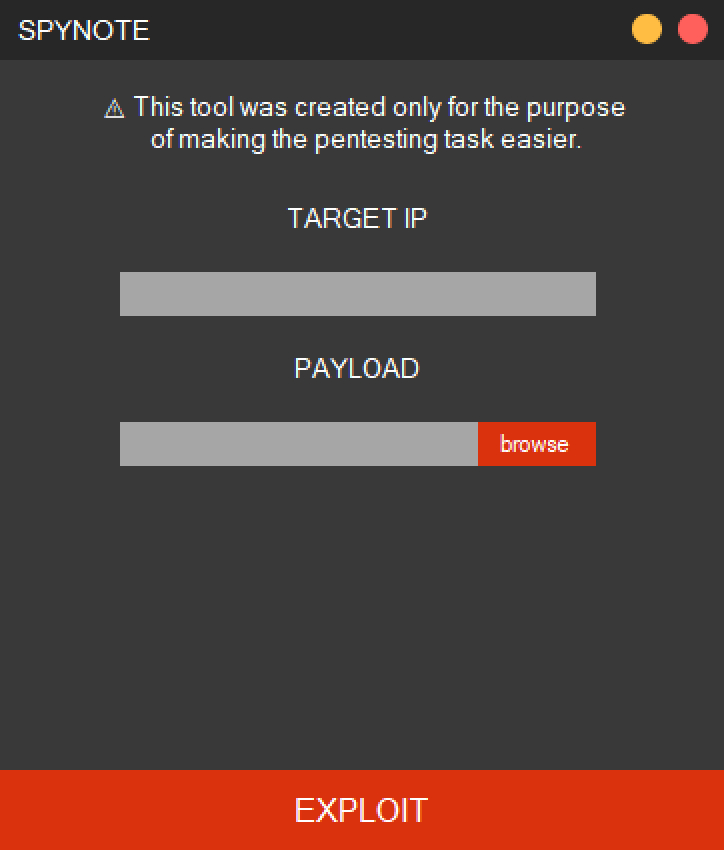 SPYNOTE
⚠ This tool was created only for the purpose
of making the pentesting task easier.
TARGET IP
PAYLOAD
browse
EXPLOIT